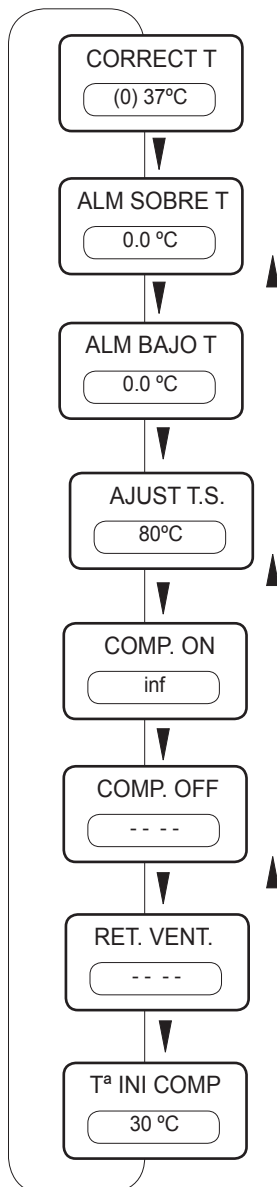 CORRECT T
(0) 37ºC
ALM SOBRE T
0.0 ºC
ALM BAJO T
0.0 ºC
AJUST T.S.
80ºC
COMP. ON
inf
COMP. OFF
-- --
RET. VENT.
-- --
Tª INI COMP
30 ºC